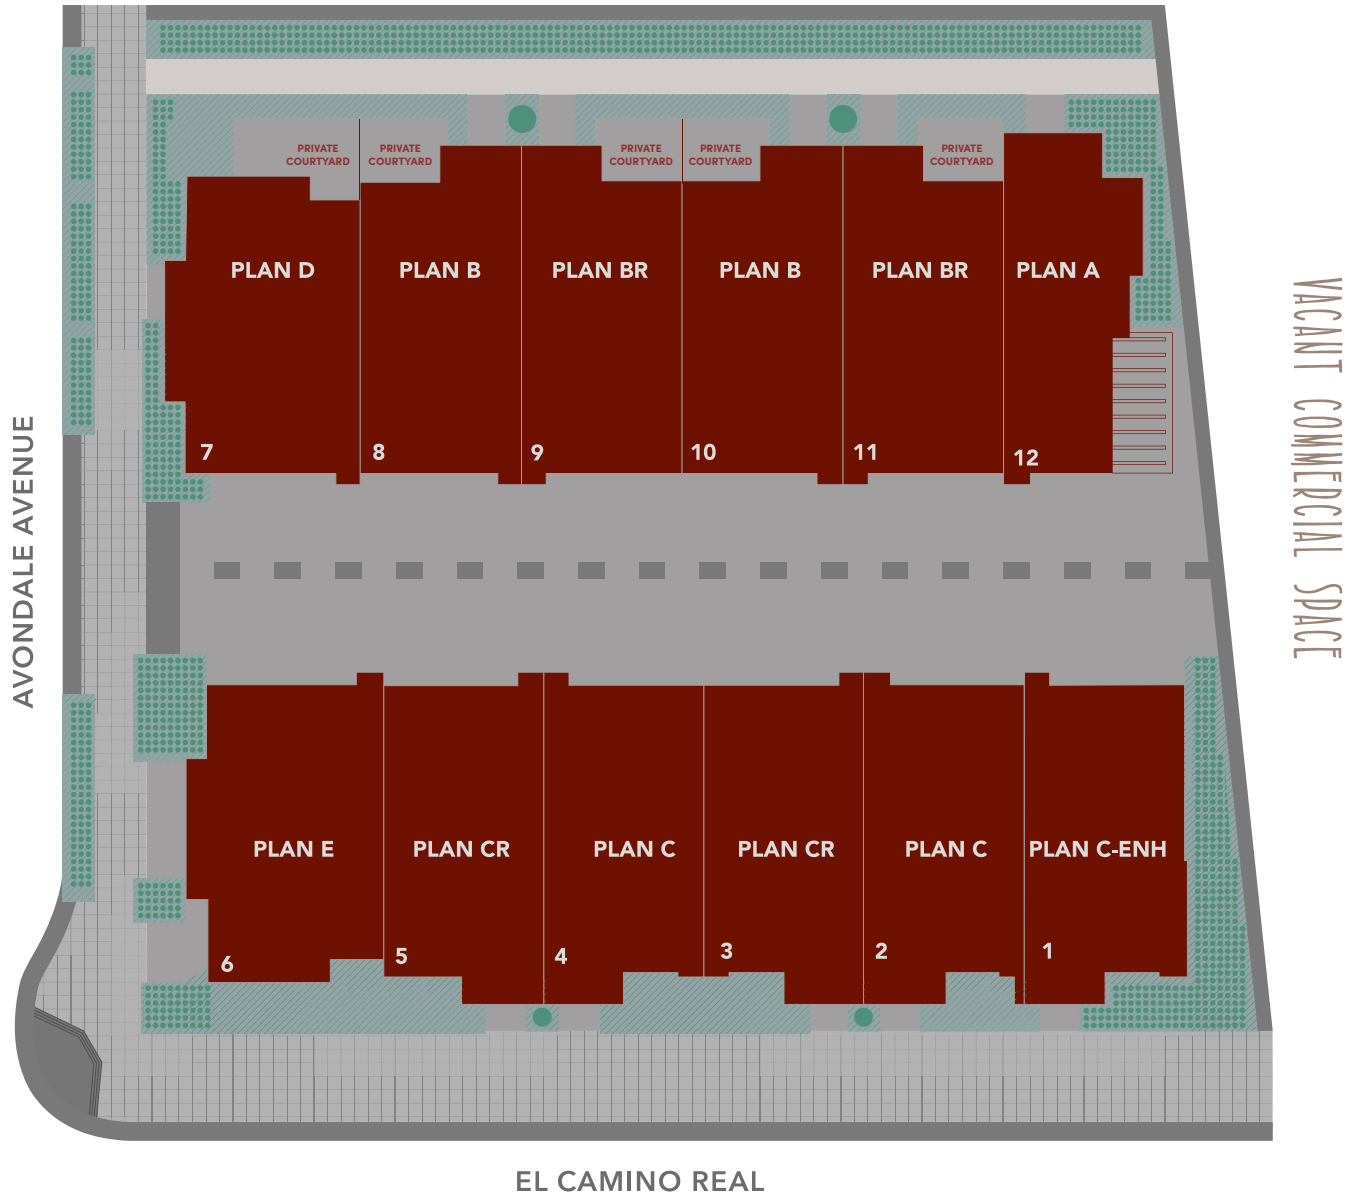 PRIVATE
COURTYARD
PRIVATE
COURTYARD
PRIVATE
COURTYARD
PRIVATE
COURTYARD
PRIVATE
COURTYARD
PLAN D
PLAN B
PLAN BR
PLAN B
PLAN BR
PLAN A
7
8
9
10
11
12
AVONDALE AVENUE
VACANT COMMERCIAL SPACE
PLAN E
PLAN CR
PLAN C
PLAN CR
PLAN C
PLAN C-ENH
6
5
4
3
2
1
EL CAMINO REAL